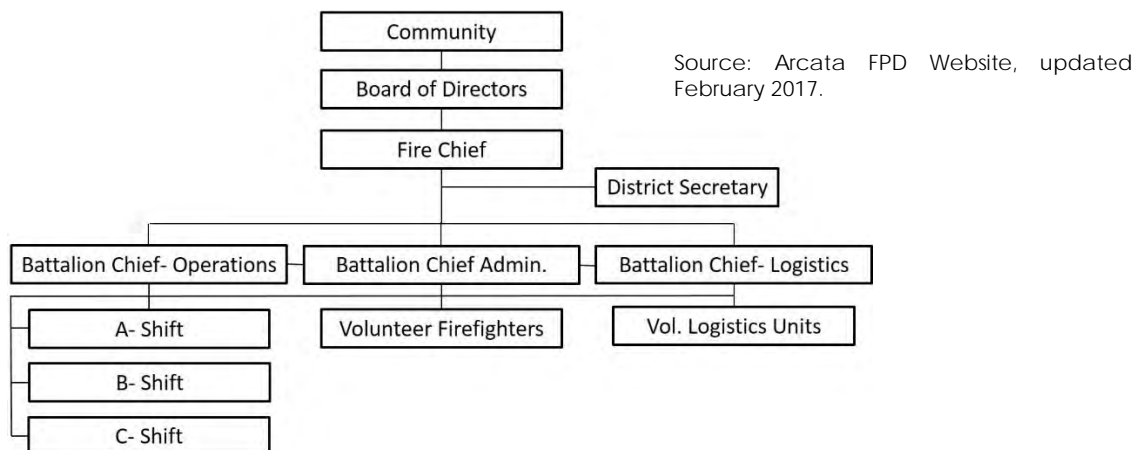 Community
Source: Arcata FPD Website, updated
February 2017.
Board of Directors
Fire Chief
District Secretary
Battalion Chief- Operations
Battalion Chief Admin.
Battalion Chief- Logistics
A- Shift
Volunteer Firefighters
Vol. Logistics Units
B- Shift
C- Shift